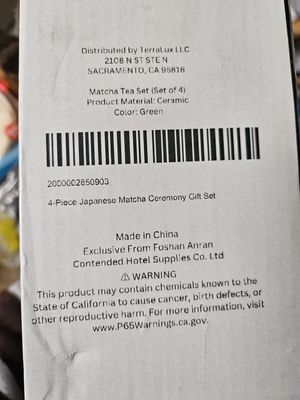 Distributed by TerraLux LLC
2108 N ST STE N
SACRAMENTO, CA 95816
Matcha Tea Set (Set of 4)
Product Material: Ceramic
Color: Green
2000002850903
4-Piece Japanese Matcha Ceremony Gift Set
Made in China
Exclusive From Foshan Anran
Contended Hotel Supplies Co. Ltd
⚠ WARNING
This product may contain chemicals known to the
State of California to cause cancer, birth defects, or
other reproductive harm. For more information, visit
www.P65Warnings.ca.gov.